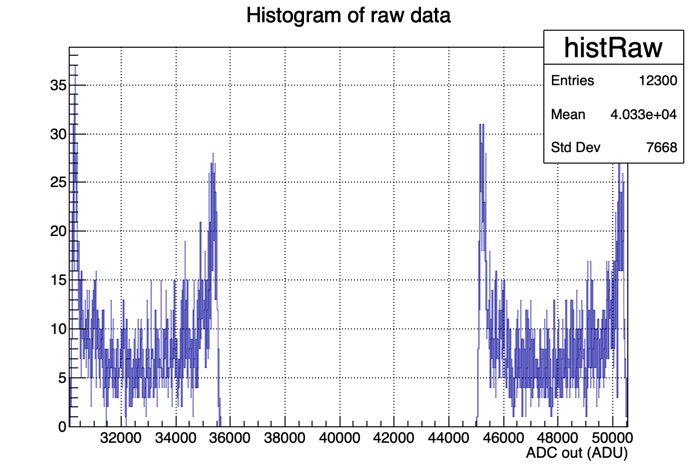 Histogram of raw data
histRaw
Entries 12300
Mean 4.033e+04
Std Dev 7668
35
30
25
20
15
10
5
0
32000 34000 36000 38000 40000 42000 44000 46000 48000 50000
ADC out (ADU)